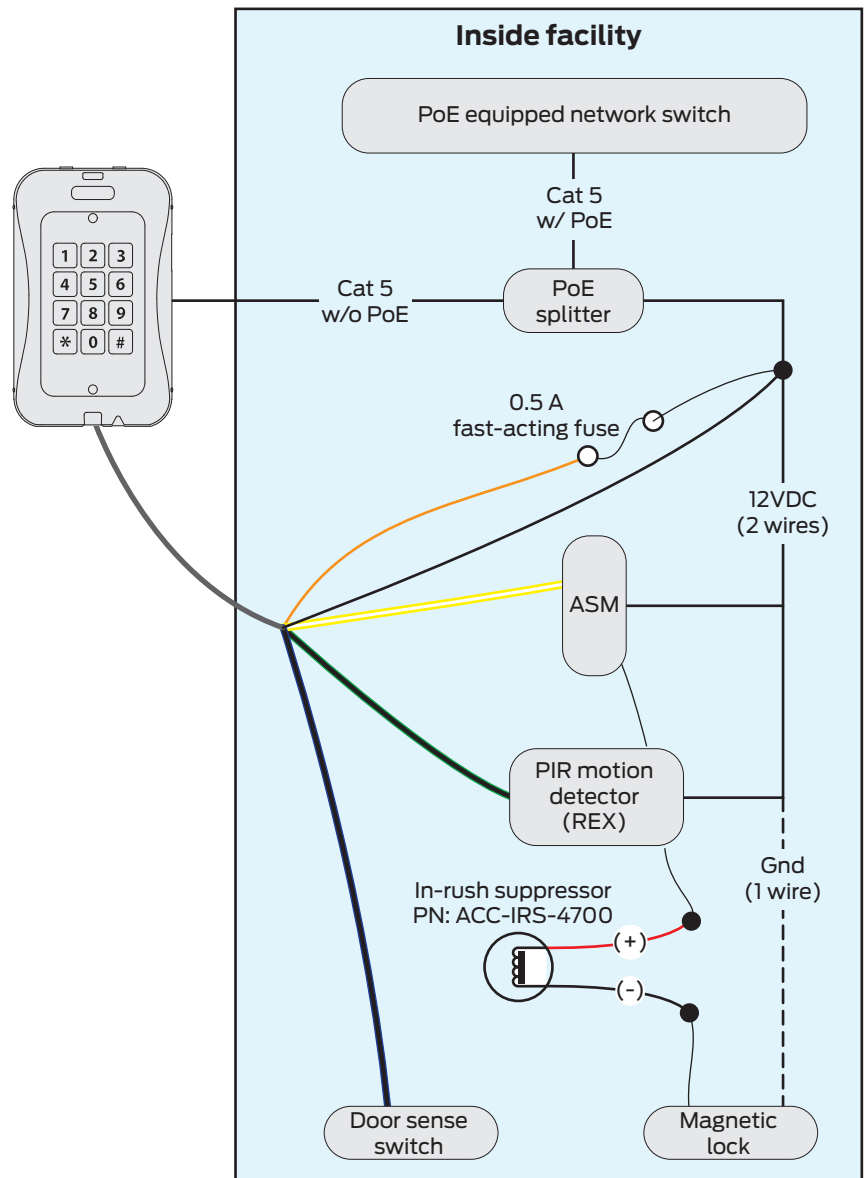 Inside facility
PoE equipped network switch
Cat 5
w/ PoE
Cat 5
w/o PoE
PoE
splitter
1 2 3
4 5 6
7 8 9
* 0 #
0.5 A
fast-acting fuse
12VDC
(2 wires)
ASM
PIR motion
detector
(REX)
Gnd
(1 wire)
In-rush suppressor
PN: ACC-IRS-4700
(+)
(-)
Door sense
switch
Magnetic
lock